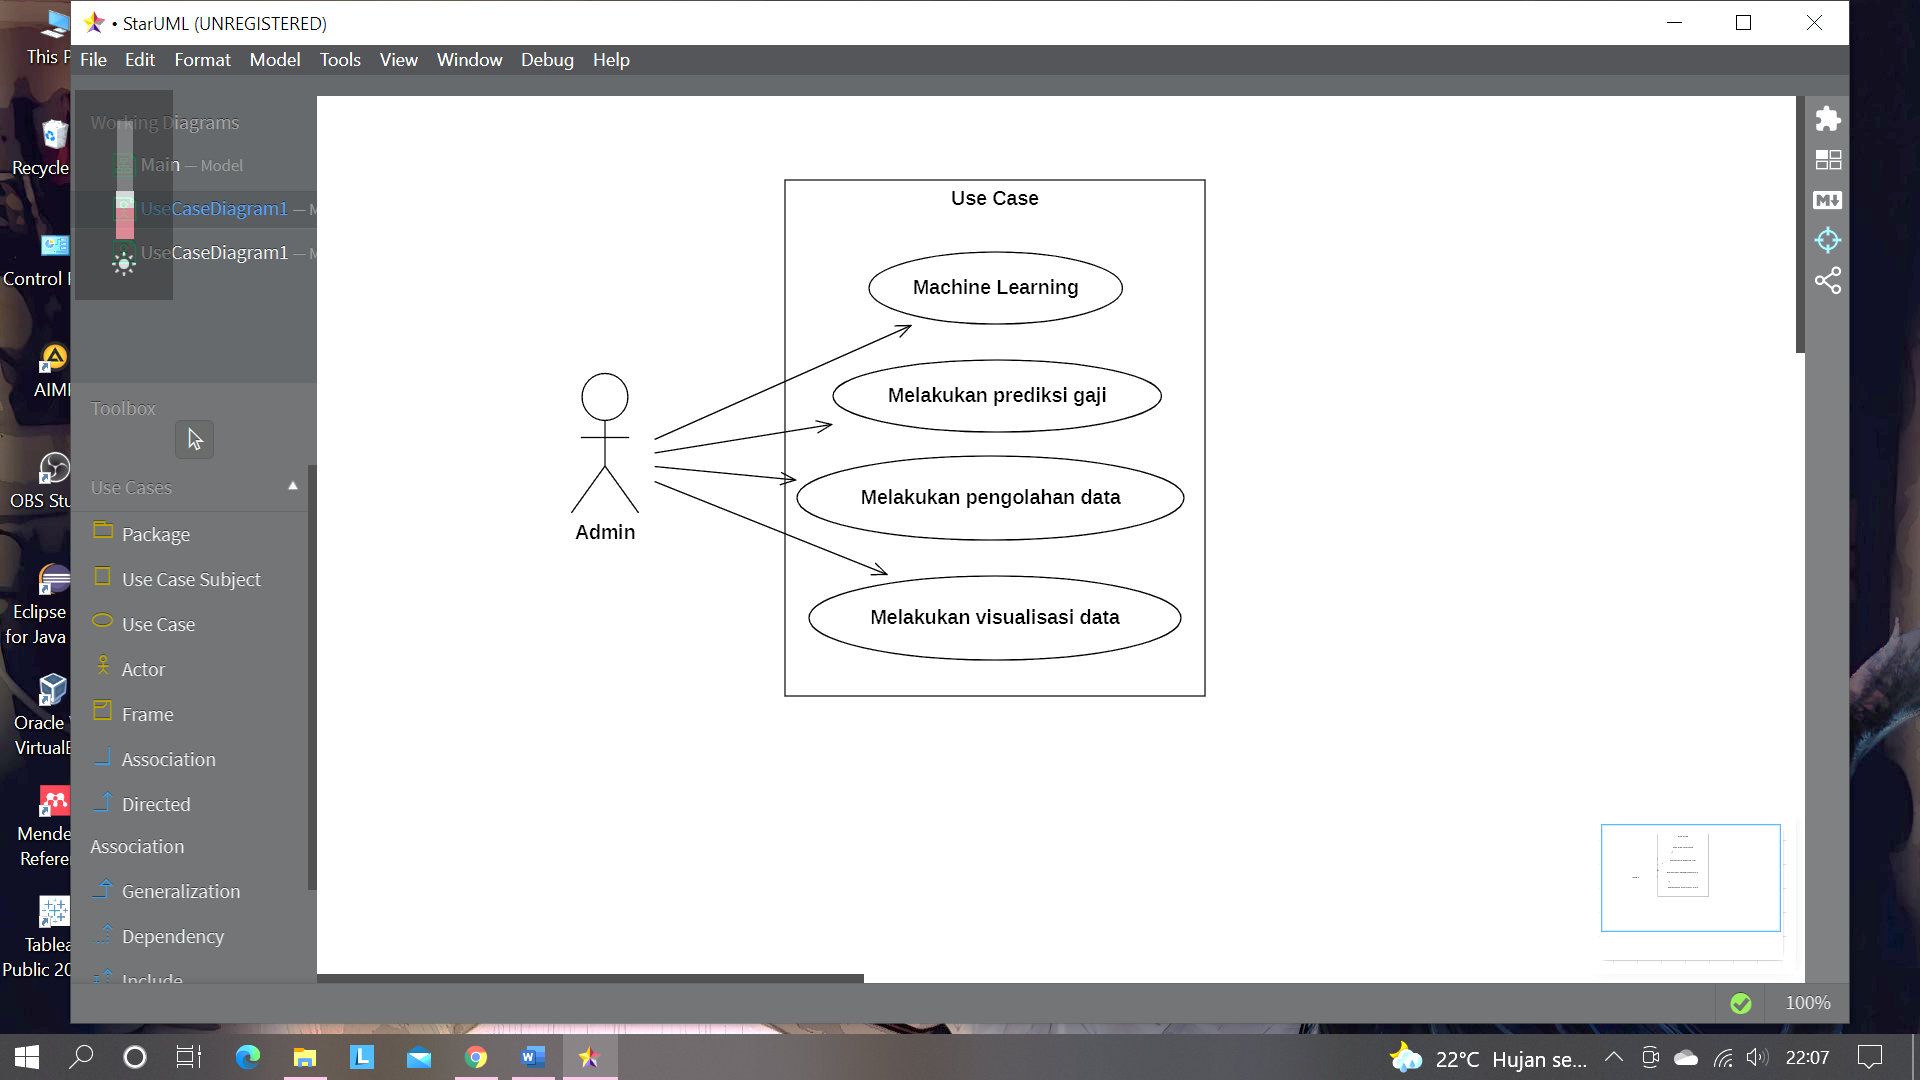 • StarUML (UNREGISTERED)
File Edit Format Model Tools View Window Debug Help
Working Diagrams
Main — Model
UseCaseDiagram1 — M
UseCaseDiagram1 — M
Toolbox
Use Cases
Package
Use Case Subject
Use Case
Actor
Frame
Association
Directed
Association
Generalization
Dependency
Include
Use Case
Machine Learning
Melakukan prediksi gaji
Melakukan pengolahan data
Melakukan visualisasi data
Admin
M
100%
This P
Recycle
Control
AIM
OBS Stu
Eclipse
for Java
Oracle
Virtual
Mende
Refere
Tablea
Public 20
L
W
22°C Hujan se...
22:07